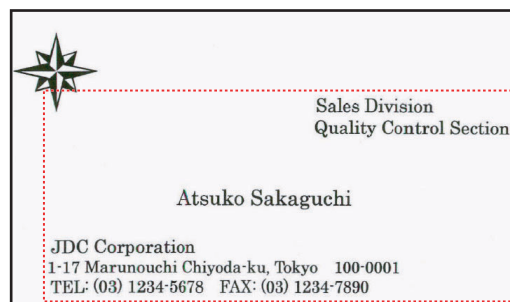 Sales Division
Quality Control Section
Atsuko Sakaguchi
JDC Corporation
1-17 Marunouchi Chiyoda-ku, Tokyo 100-0001
TEL: (03) 1234-5678 FAX: (03) 1234-7890